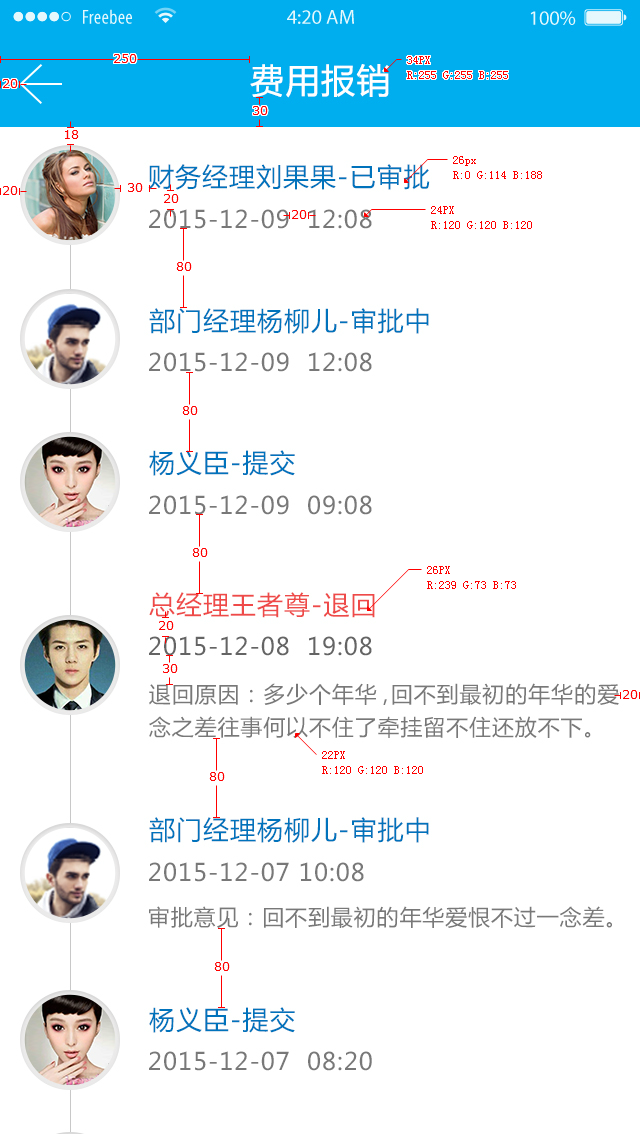 Freebee 4:20 AM 100%
250
34PX
R:255 G:255 B:255
20
费用报销
30
18
26px
R:0 G:114 B:188
20
30
财务经理刘果果-已审批
20
24PX
R:120 G:120 B:120
2015-12-09 20 12:08
80
部门经理杨柳儿-审批中
2015-12-09 12:08
80
杨义臣-提交
2015-12-09 09:08
80
26PX
R:239 G:73 B:73
总经理王者尊-退回
20
2015-12-08 19:08
30
退回原因：多少个年华,回不到最初的年华的爱
20
念之差往事何以不住了牵挂留不住还放不下。
22PX
R:120 G:120 B:120
80
部门经理杨柳儿-审批中
2015-12-07 10:08
审批意见：回不到最初的年华爱恨不过一念差。
80
杨义臣-提交
2015-12-07 08:20